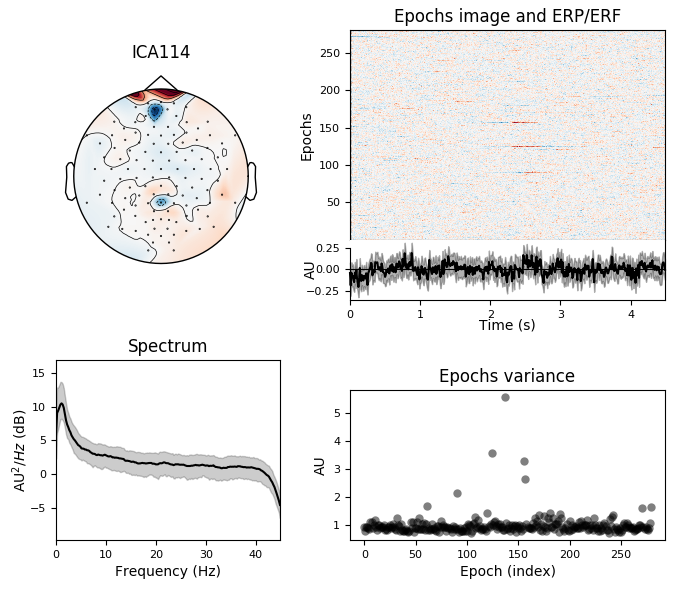 ICA114
Epochs image and ERP/ERF
Epochs
250
200
150
100
50
AU
0.25
0.00
−0.25
0 1 2 3 4
Time (s)
Spectrum
AU²/Hz (dB)
15
10
5
0
−5
0 10 20 30 40
Frequency (Hz)
Epochs variance
AU
5
4
3
2
1
0 50 100 150 200 250
Epoch (index)